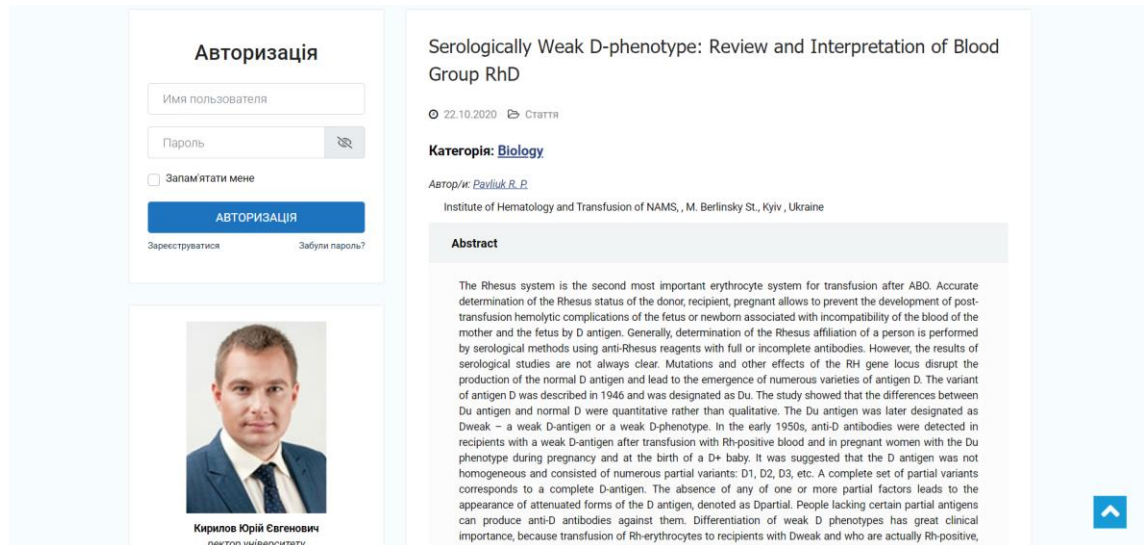 Авторизація
Имя пользователя
Пароль
Запам'ятати мене
АВТОРИЗАЦІЯ
Зареєструватися
Забули пароль?
Кирилов Юрій Євгенович
ректор університету
Serologically Weak D-phenotype: Review and Interpretation of Blood
Group RhD
22.10.2020 Стаття
Категорія: Biology
Автор/и: Pavliuk R. P.
Institute of Hematology and Transfusion of NAMS, , M. Berlinsky St., Kyiv , Ukraine
Abstract
The Rhesus system is the second most important erythrocyte system for transfusion after ABO. Accurate
determination of the Rhesus status of the donor, recipient, pregnant allows to prevent the development of post-
transfusion hemolytic complications of the fetus or newborn associated with incompatibility of the blood of the
mother and the fetus by D antigen. Generally, determination of the Rhesus affiliation of a person is performed
by serological methods using anti-Rhesus reagents with full or incomplete antibodies. However, the results of
serological studies are not always clear. Mutations and other effects of the RH gene locus disrupt the
production of the normal D antigen and lead to the emergence of numerous varieties of antigen D. The variant
of antigen D was described in 1946 and was designated as Du. The study showed that the differences between
Du antigen and normal D were quantitative rather than qualitative. The Du antigen was later designated as
Dweak – a weak D-antigen or a weak D-phenotype. In the early 1950s, anti-D antibodies were detected in
recipients with a weak D-antigen after transfusion with Rh-positive blood and in pregnant women with the Du
phenotype during pregnancy and at the birth of a D+ baby. It was suggested that the D antigen was not
homogeneous and consisted of numerous partial variants: D1, D2, D3, etc. A complete set of partial variants
corresponds to a complete D-antigen. The absence of any of one or more partial factors leads to the
appearance of attenuated forms of the D antigen, denoted as Dpartial. People lacking certain partial antigens
can produce anti-D antibodies against them. Differentiation of weak D phenotypes has great clinical
importance, because transfusion of Rh-erythrocytes to recipients with Dweak and who are actually Rh-positive,